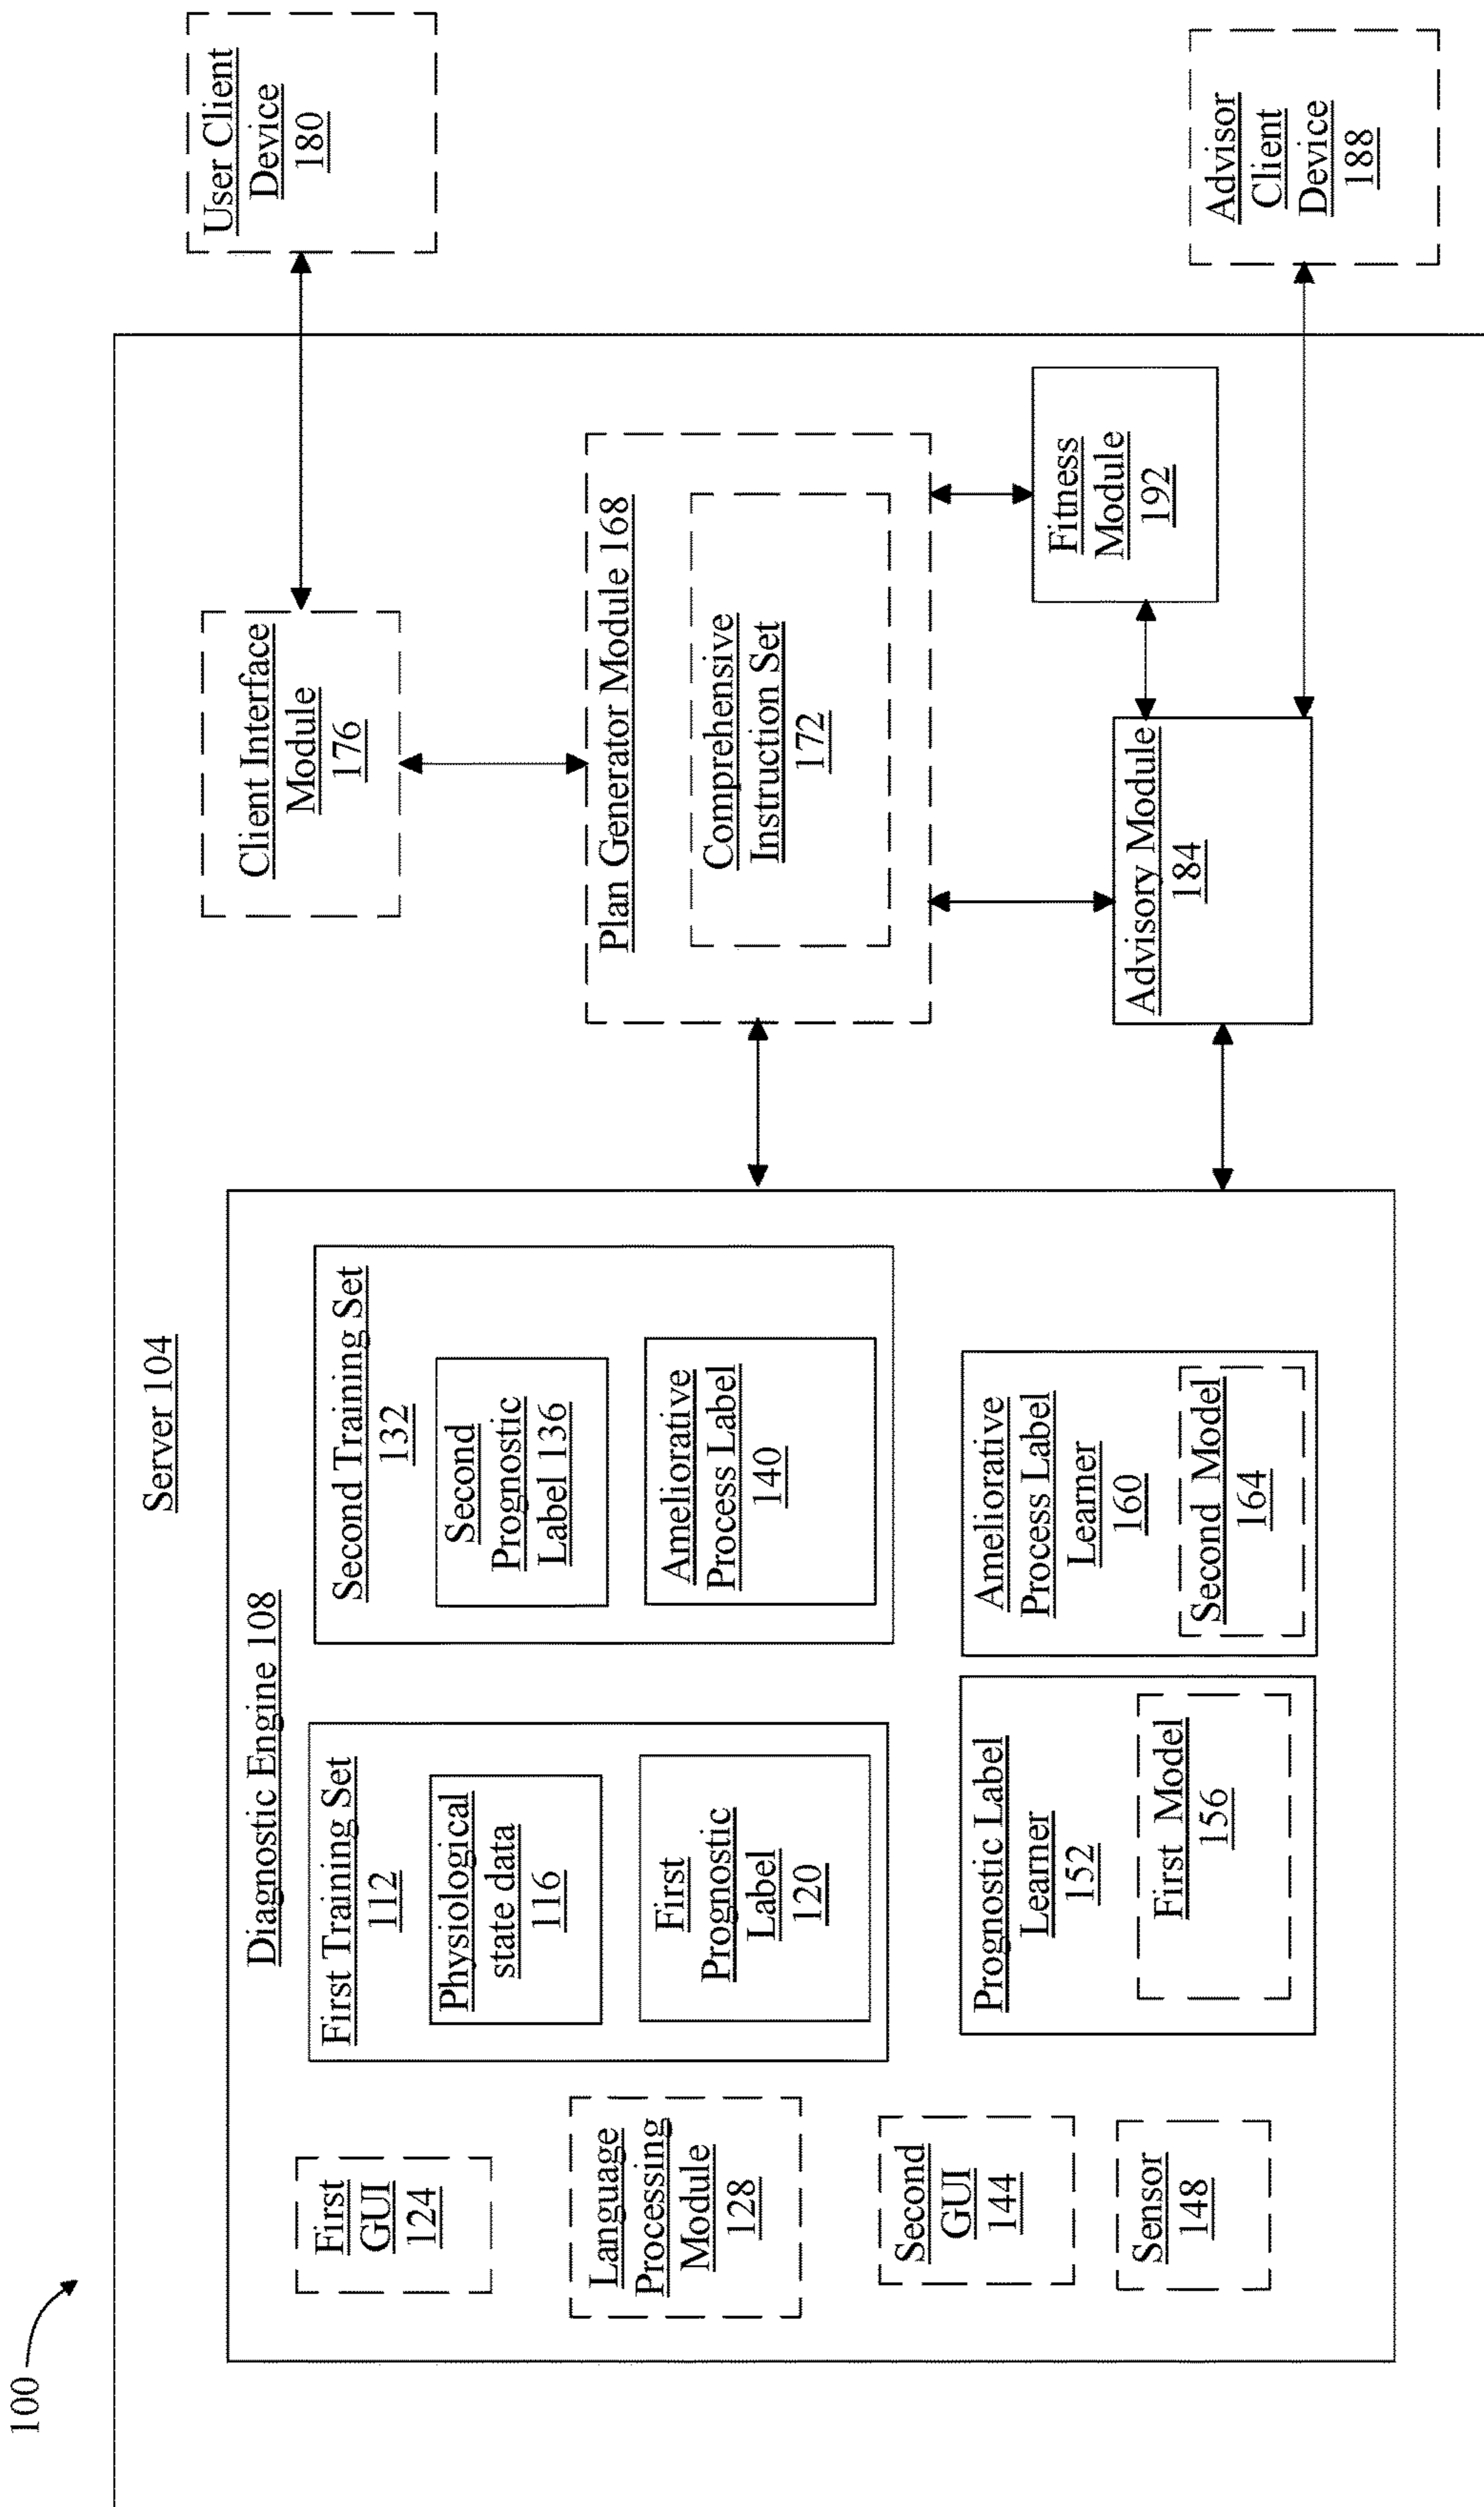 100
Server 104
Diagnostic Engine 108
First
GUI
124
Language
Processing
Module
128
Second
GUI
144
Sensor
148
First Training Set
112
Physiological
state data
116
First
Prognostic
Label
120
Second Training Set
132
Second
Prognostic
Label 136
Ameliorative
Process Label
140
Prognostic Label
Learner
152
First Model
156
Ameliorative
Process Label
Learner
160
Second Model
164
Client Interface
Module
176
Plan Generator Module 168
Comprehensive
Instruction Set
172
Advisory Module
184
Fitness
Module
192
User Client
Device
180
Advisor
Client
Device
188